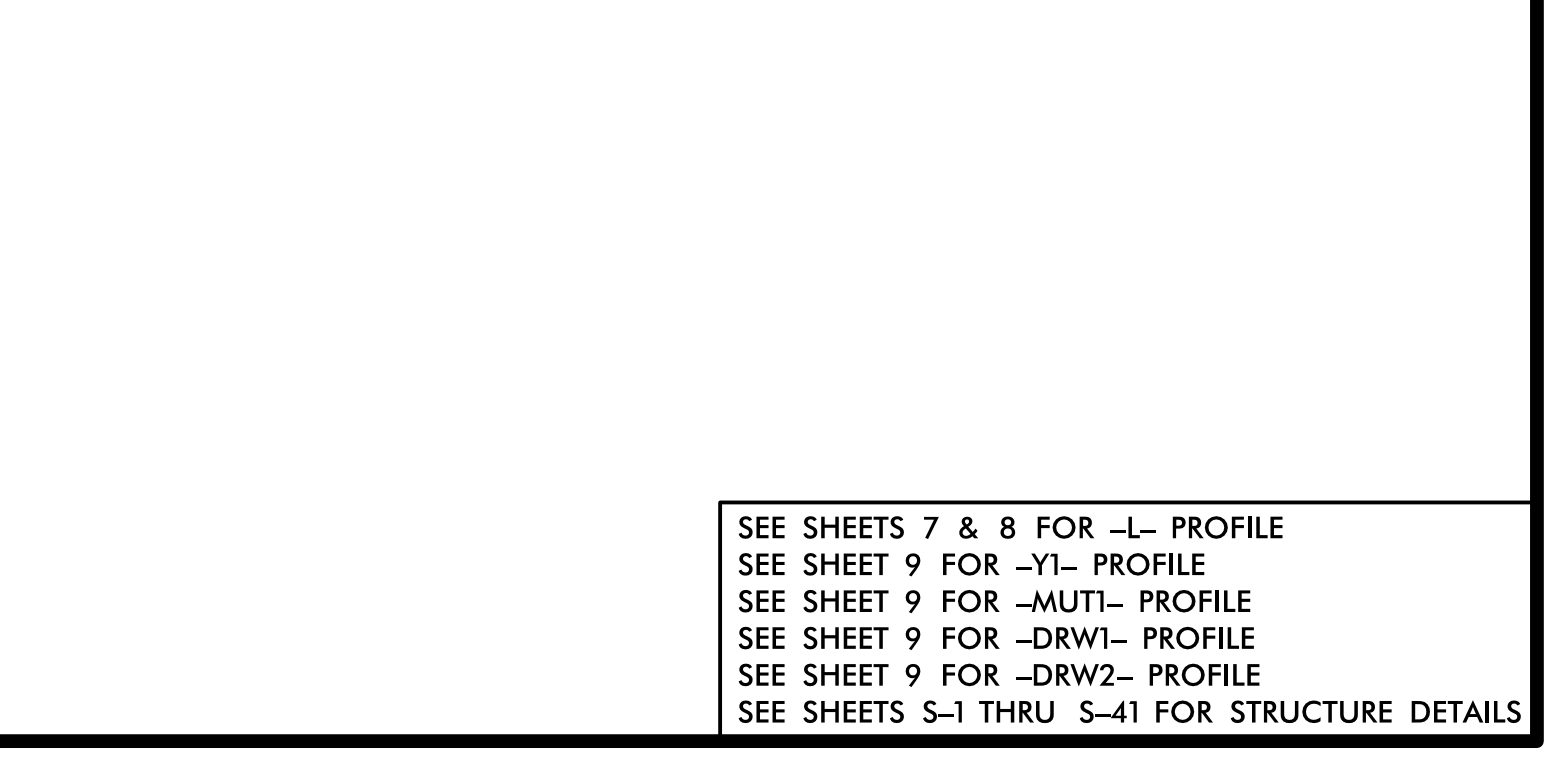 SEE SHEETS 7 & 8 FOR –L– PROFILE
SEE SHEET 9 FOR –Y1– PROFILE
SEE SHEET 9 FOR –MUT1– PROFILE
SEE SHEET 9 FOR –DRW1– PROFILE
SEE SHEET 9 FOR –DRW2– PROFILE
SEE SHEETS S–1 THRU S–41 FOR STRUCTURE DETAILS